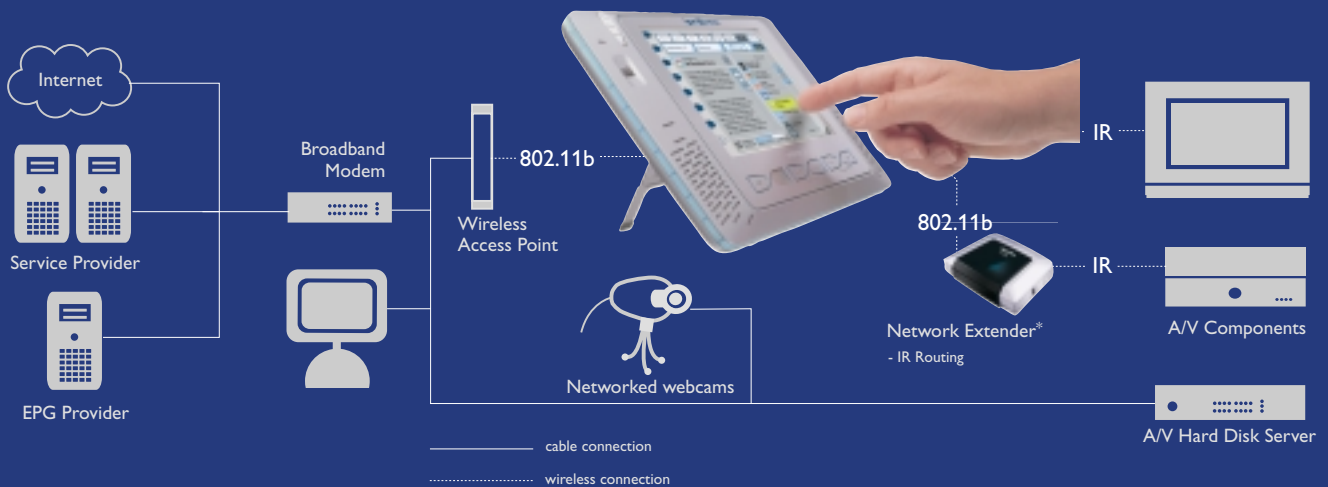 Internet
Service Provider
EPG Provider
Broadband
Modem
Wireless
Access Point
802.11b
Networked webcams
802.11b
Network Extender*
- IR Routing
IR
IR
A/V Components
A/V Hard Disk Server
cable connection
wireless connection